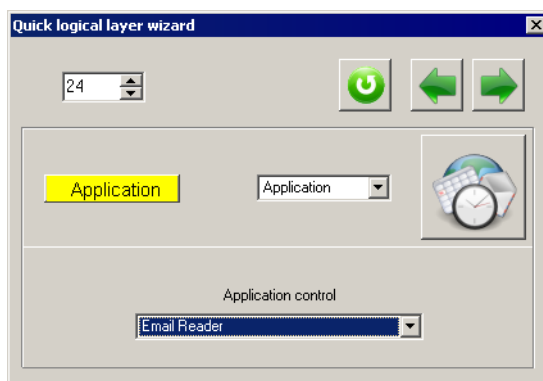 Quick logical layer wizard
24
Application
Application
Application control
Email Reader